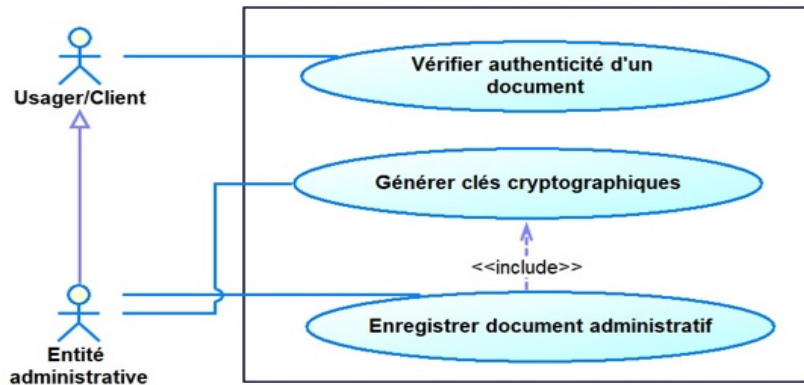 Vérifier authenticité d'un
document
Usager/Client
Générer clés cryptographiques
<<include>>
Enregistrer document administratif
Entité
administrative